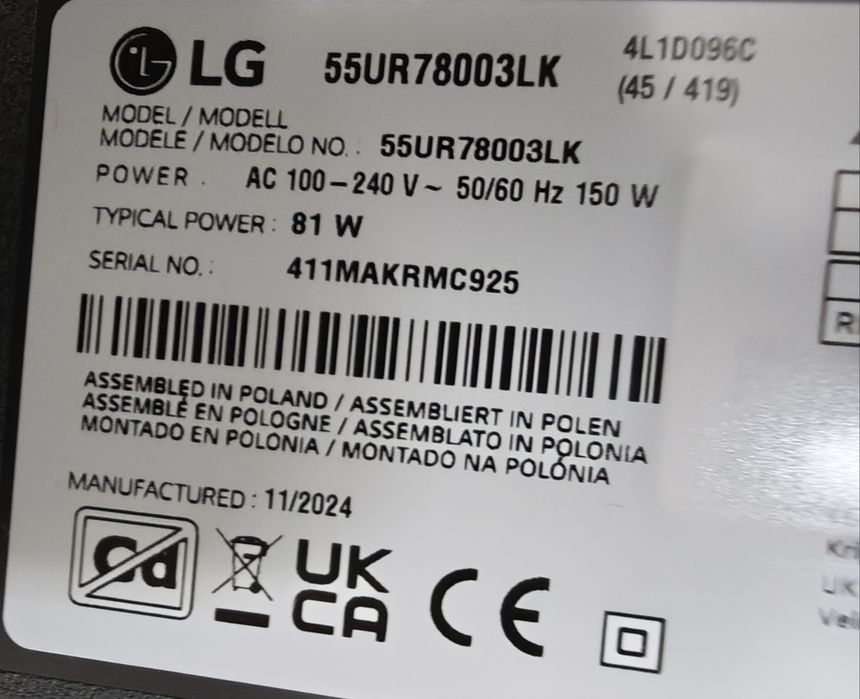 LG 55UR78003LK 4L1D096C
(45 / 419)
MODEL / MODELL
MODÈLE / MODELO NO. : 55UR78003LK
POWER : AC 100–240 V~ 50/60 Hz 150 W
TYPICAL POWER : 81 W
SERIAL NO. : 411MAKRMC925
ASSEMBLED IN POLAND / ASSEMBLIERT IN POLEN
ASSEMBLÉ EN POLOGNE / ASSEMBLATO IN POLONIA
MONTADO EN POLONIA / MONTADO NA POLÓNIA
MANUFACTURED : 11/2024
Cd
UK
CA CE